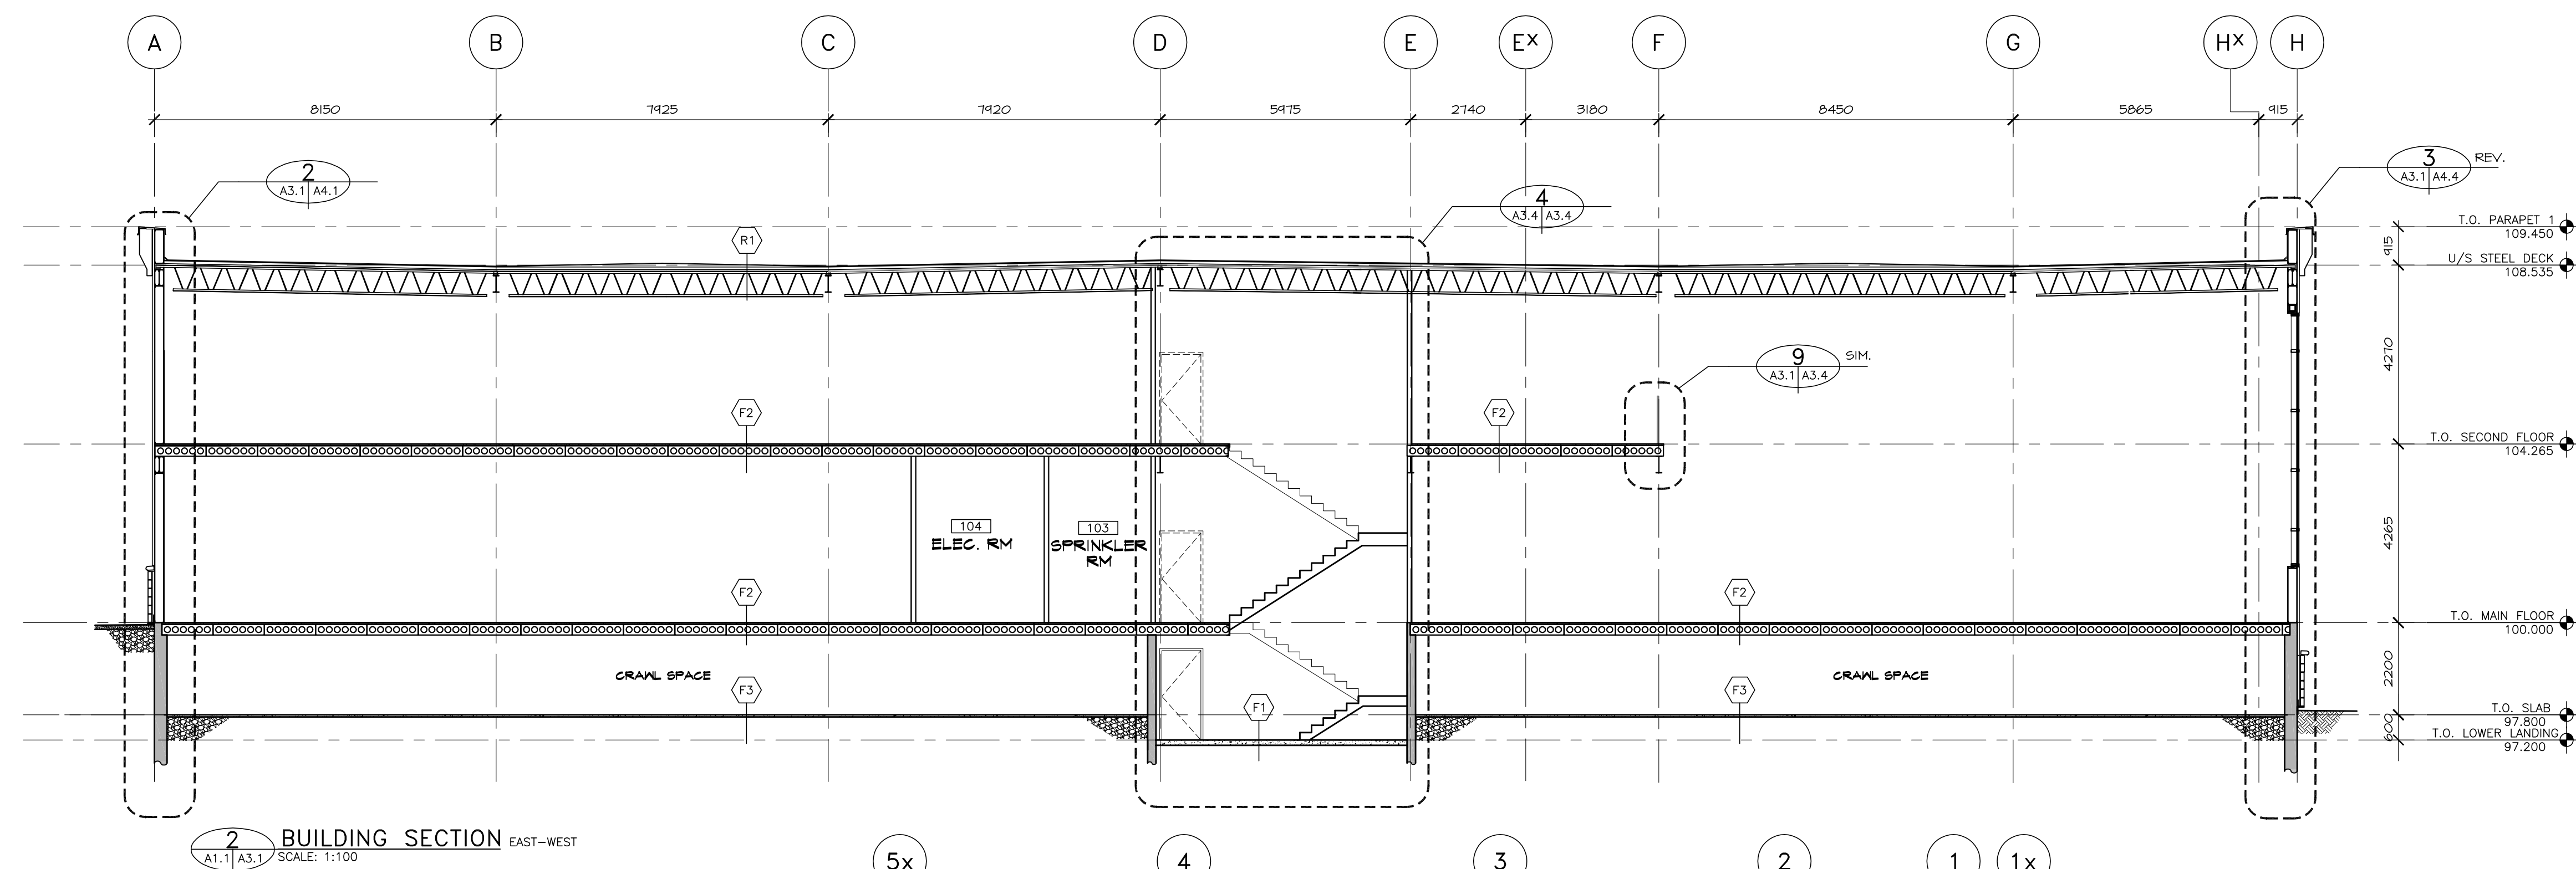 A B C D E EX F G HX H
8150 7925 7920 5975 2740 3180 8450 5865 915
2
A3.1 A4.1
4
A3.4 A3.4
3 REV.
A3.1 A4.4
T.O. PARAPET 1
109.450
915
R1
U/S STEEL DECK
108.535
4270
9 SIM.
A3.1 A3.4
F2 F2
T.O. SECOND FLOOR
104.265
4265
104
ELEC. RM
103
SPRINKLER
RM
F2 F2
T.O. MAIN FLOOR
100.000
2200
CRAWL SPACE CRAWL SPACE
F3 F1 F3
T.O. SLAB
97.800
600
T.O. LOWER LANDING
97.200
2 BUILDING SECTION EAST-WEST
A1.1 A3.1 SCALE: 1:100
5x 4 3 2 1 1x